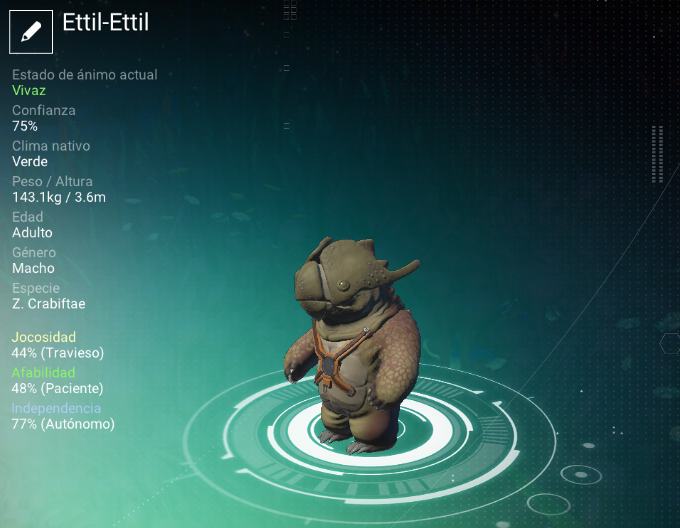 Ettil-Ettil
Estado de ánimo actual
Vivaz
Confianza
75%
Clima nativo
Verde
Peso / Altura
143.1kg / 3.6m
Edad
Adulto
Género
Macho
Especie
Z. Crabiftae
Jocosidad
44% (Travieso)
Afabilidad
48% (Paciente)
Independencia
77% (Autónomo)